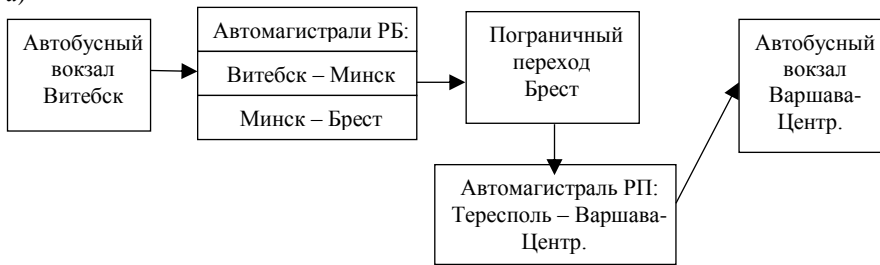 а)
Автобусный
вокзал
Витебск
Автомагистрали РБ:
Витебск – Минск
Минск – Брест
Пограничный
переход
Брест
Автомагистраль РП:
Тересполь – Варшава-
Центр.
Автобусный
вокзал
Варшава-
Центр.